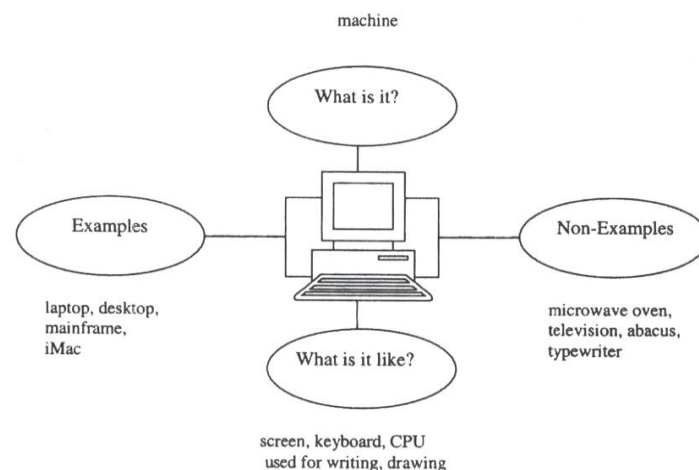 machine
What is it?
Examples
Non-Examples
laptop, desktop,
mainframe,
iMac
microwave oven,
television, abacus,
typewriter
What is it like?
screen, keyboard, CPU
used for writing, drawing